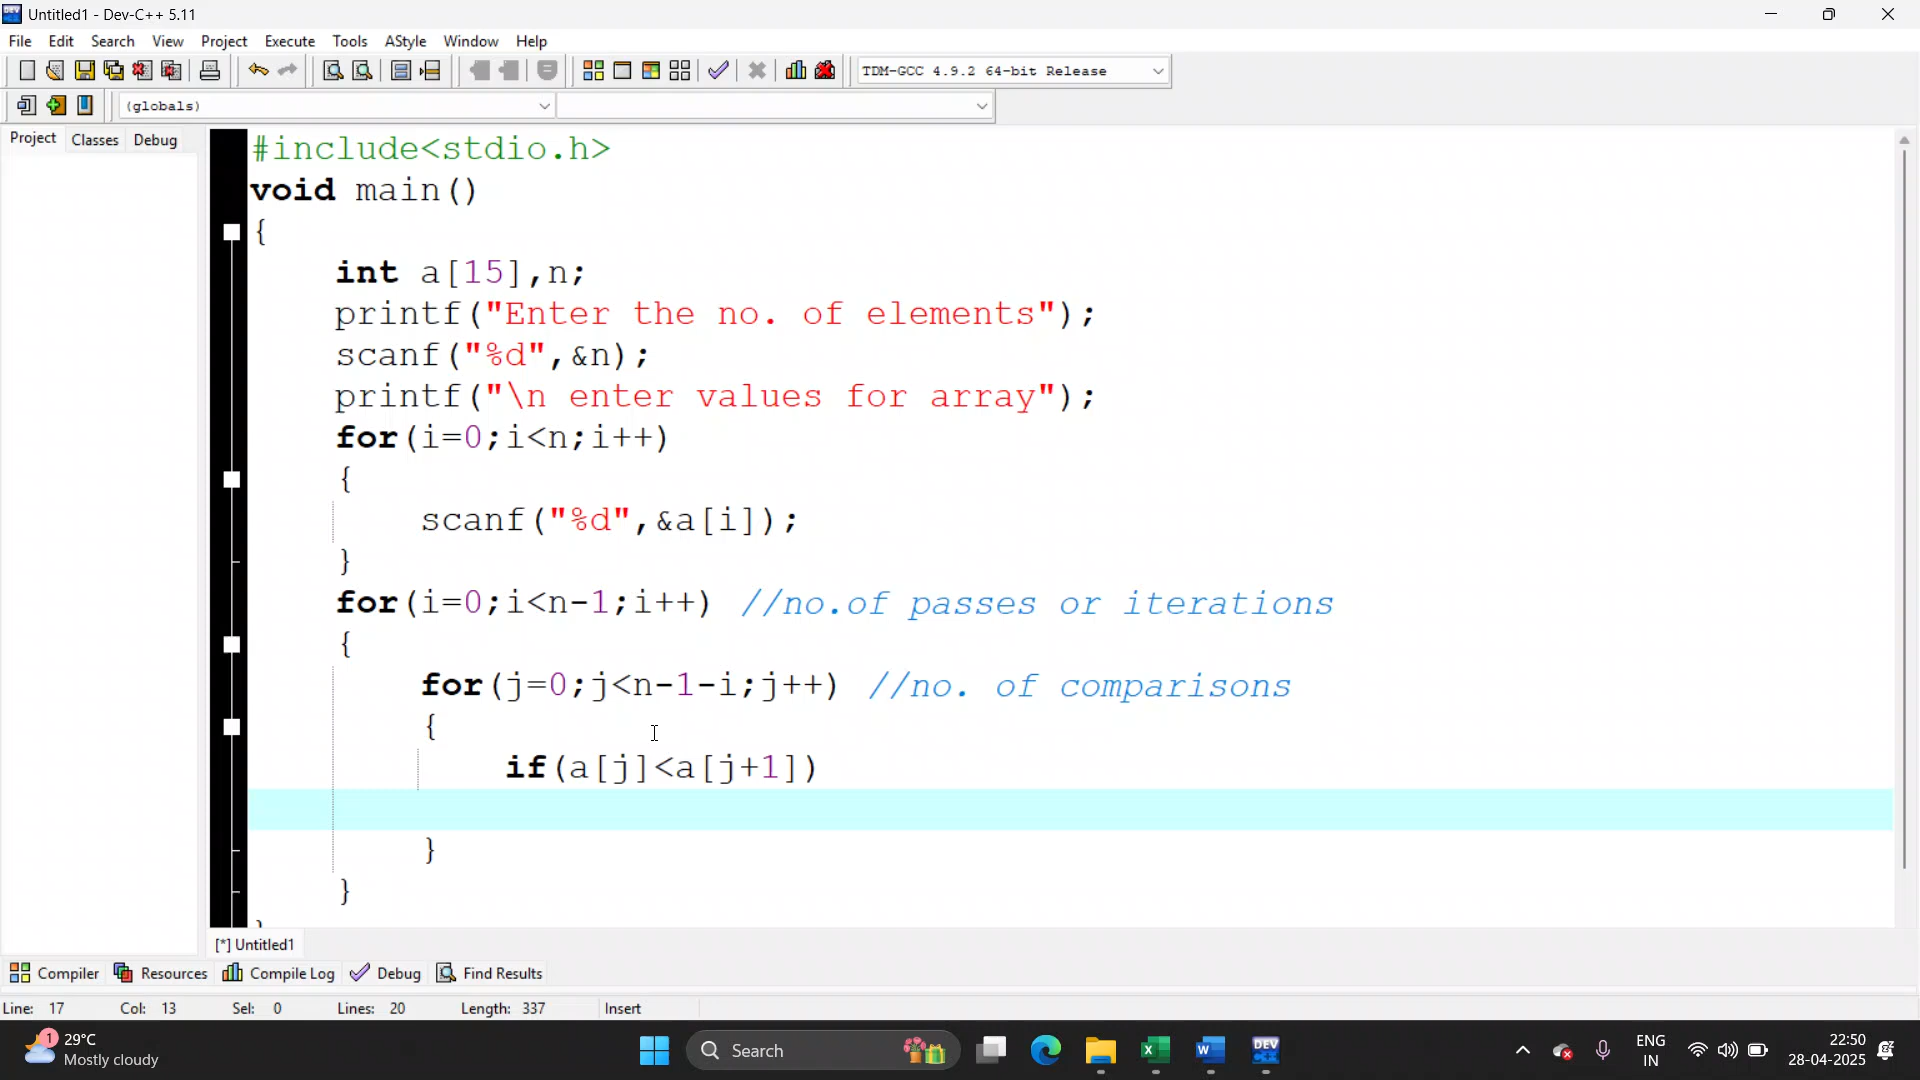 Untitled1 - Dev-C++ 5.11
File Edit Search View Project Execute Tools AStyle Window Help
TDM-GCC 4.9.2 64-bit Release
(globals)
Project Classes Debug
#include<stdio.h>
void main()
{
int a[15],n;
printf("Enter the no. of elements");
scanf("%d",&n);
printf("\n enter values for array");
for(i=0;i<n;i++)
{
scanf("%d",&a[i]);
}
for(i=0;i<n-1;i++) //no.of passes or iterations
{
for(j=0;j<n-1-i;j++) //no. of comparisons
{
if(a[j]<a[j+1])
}
}
}
[*] Untitled1
Compiler Resources Compile Log Debug Find Results
Line: 17 Col: 13 Sel: 0 Lines: 20 Length: 337 Insert
1 29°C
Mostly cloudy
Search
DEV
ENG
IN
22:50
28-04-2025